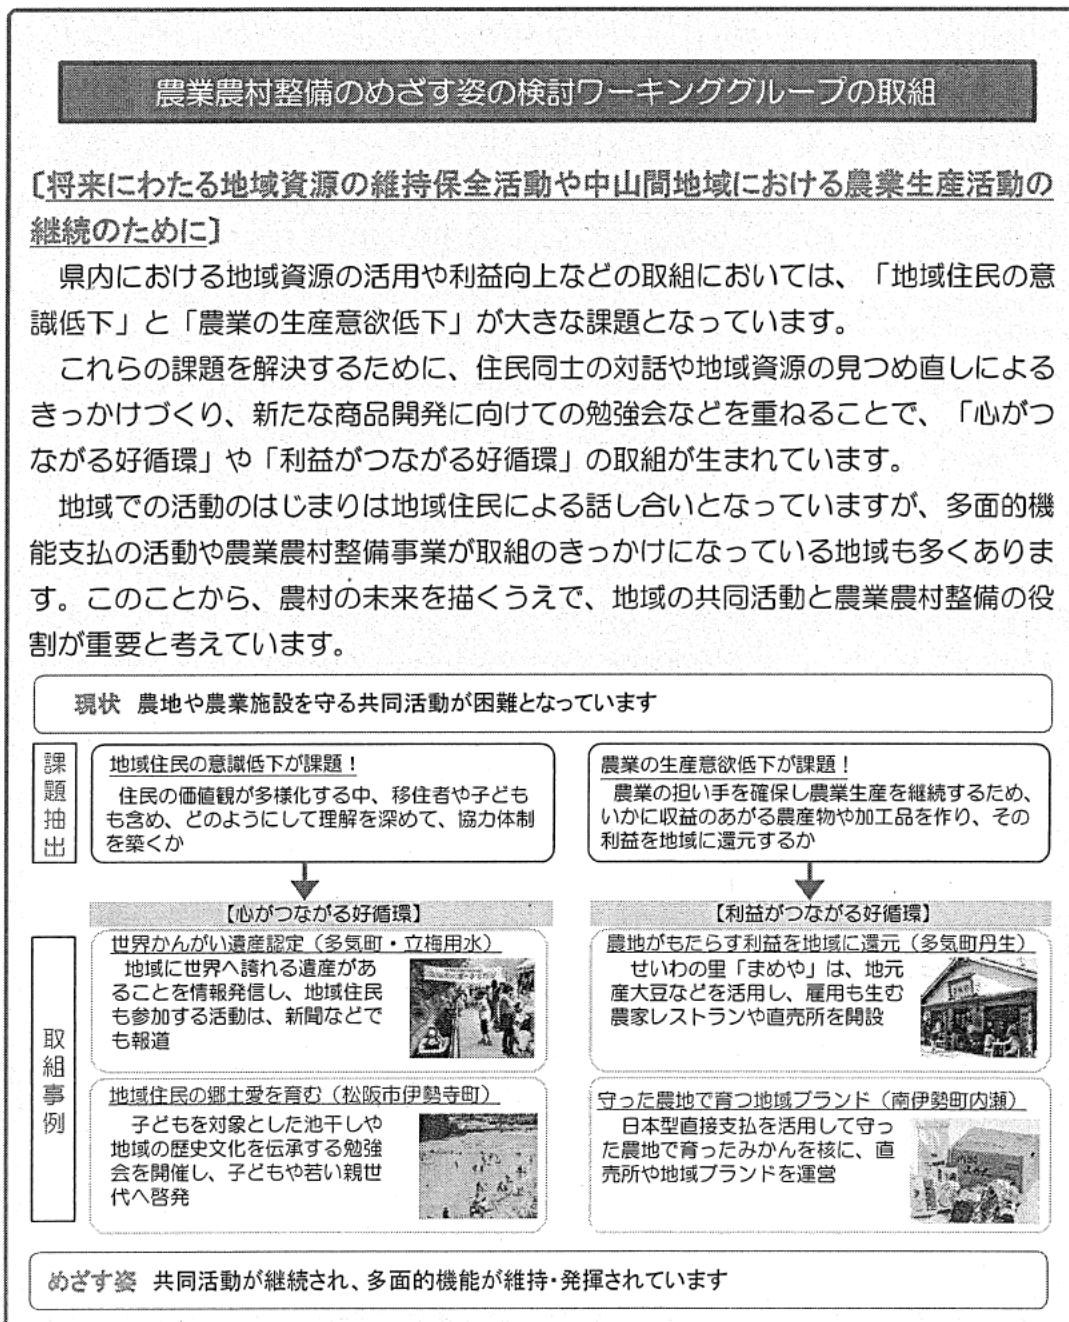 農業農村整備のめざす姿の検討ワーキンググループの取組
〔将来にわたる地域資源の維持保全活動や中山間地域における農業生産活動の
継続のために〕
県内における地域資源の活用や利益向上などの取組においては、「地域住民の意
識低下」と「農業の生産意欲低下」が大きな課題となっています。
これらの課題を解決するために、住民同士の対話や地域資源の見つめ直しによる
きっかけづくり、新たな商品開発に向けての勉強会などを重ねることで、「心がつ
ながる好循環」や「利益がつながる好循環」の取組が生まれています。
地域での活動のはじまりは地域住民による話し合いとなっていますが、多面的機
能支払の活動や農業農村整備事業が取組のきっかけになっている地域も多くありま
す。このことから、農村の未来を描くうえで、地域の共同活動と農業農村整備の役
割が重要と考えています。
現状 農地や農業施設を守る共同活動が困難となっています
課題抽出
地域住民の意識低下が課題！
住民の価値観が多様化する中、移住者や子ども
も含め、どのようにして理解を深めて、協力体制
を築くか
農業の生産意欲低下が課題！
農業の担い手を確保し農業生産を継続するため、
いかに収益のあがる農産物や加工品を作り、その
利益を地域に還元するか
【心がつながる好循環】
【利益がつながる好循環】
取組事例
世界かんがい遺産認定（多気町・立梅用水）
地域に世界へ誇れる遺産があ
ることを情報発信し、地域住民
も参加する活動は、新聞などで
も報道
農地がもたらす利益を地域に還元（多気町丹生）
せいわの里「まめや」は、地元
産大豆などを活用し、雇用も生む
農家レストランや直売所を開設
地域住民の郷土愛を育む（松阪市伊勢寺町）
子どもを対象とした池干しや
地域の歴史文化を伝承する勉強
会を開催し、子どもや若い親世
代へ啓発
守った農地で育つ地域ブランド（南伊勢町内瀬）
日本型直接支払を活用して守っ
た農地で育ったみかんを核に、直
売所や地域ブランドを運営
めざす姿 共同活動が継続され、多面的機能が維持・発揮されています